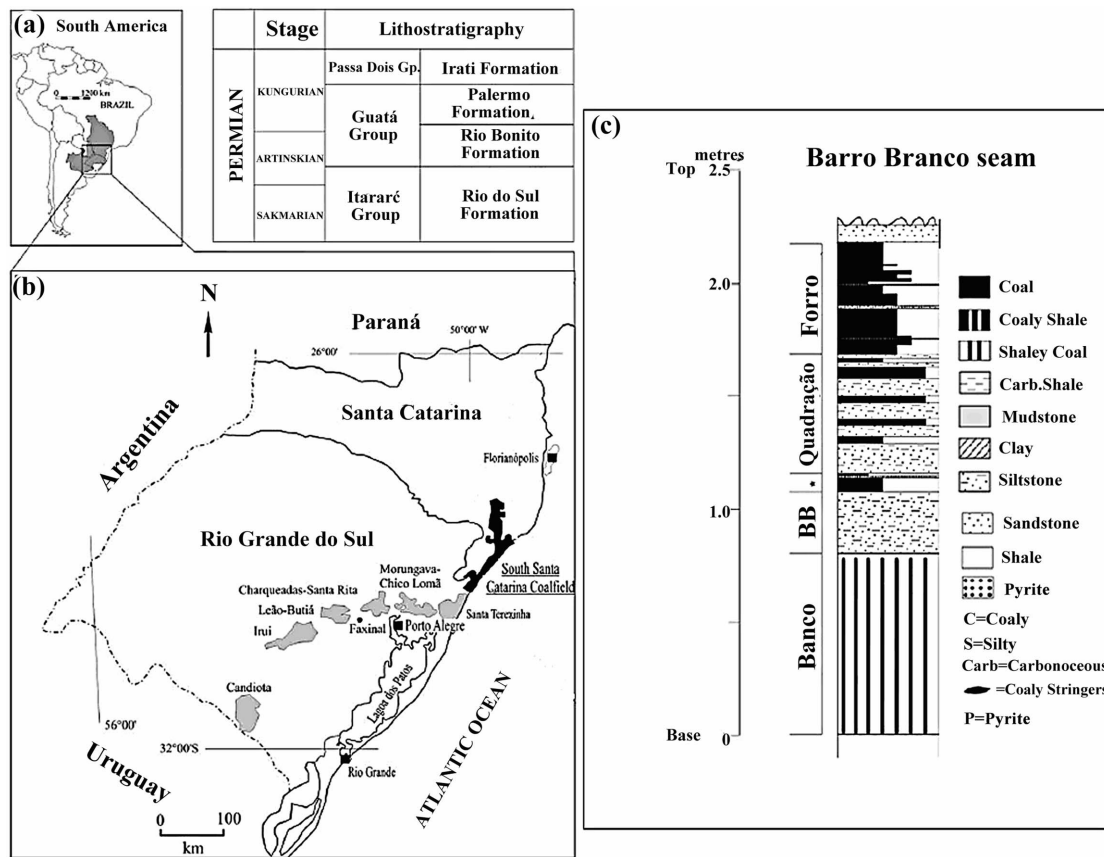 (a)
South America
0 1200 km
BRAZIL
Stage
Lithostratigraphy
PERMIAN
KUNGURIAN
ARTINSKIAN
SAKMARIAN
Passa Dois Gp.
Irati Formation
Guatá
Group
Palermo
Formation
Rio Bonito
Formation
Itararé
Group
Rio do Sul
Formation
(b)
N
Paraná
50°00' W
26°00'
Santa Catarina
Argentina
Florianópolis
Rio Grande do Sul
South Santa
Catarina Coalfield
Morungava-
Chico Lomã
Charqueadas-Santa Rita
Leão-Butiá
Santa Terezinha
Irui
Faxinal
Porto Alegre
Lagoa dos Patos
Candiota
56°00'
32°00'S
Uruguay
Rio Grande
ATLANTIC OCEAN
0 100
km
(c)
Barro Branco seam
metres
Top
2.5
2.0
1.0
Base
0
Forro
Quadração
*
BB
Banco
Coal
Coaly Shale
Shaley Coal
Carb.Shale
Mudstone
Clay
Siltstone
Sandstone
Shale
Pyrite
C=Coaly
S=Silty
Carb=Carbonoceous
=Coaly Stringers
P=Pyrite